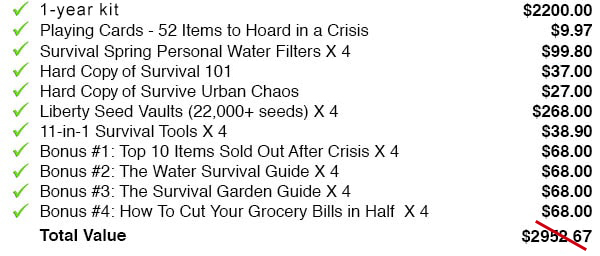 1-year kit $2200.00
Playing Cards - 52 Items to Hoard in a Crisis $9.97
Survival Spring Personal Water Filters X 4 $99.80
Hard Copy of Survival 101 $37.00
Hard Copy of Survive Urban Chaos $27.00
Liberty Seed Vaults (22,000+ seeds) X 4 $268.00
11-in-1 Survival Tools X 4 $38.90
Bonus #1: Top 10 Items Sold Out After Crisis X 4 $68.00
Bonus #2: The Water Survival Guide X 4 $68.00
Bonus #3: The Survival Garden Guide X 4 $68.00
Bonus #4: How To Cut Your Grocery Bills in Half X 4 $68.00
Total Value $2952.67